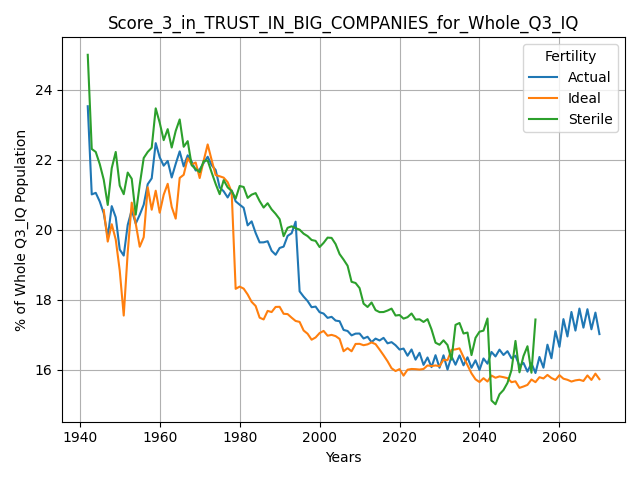 Score_3_in_TRUST_IN_BIG_COMPANIES_for_Whole_Q3_IQ
% of Whole Q3_IQ Population
24
22
20
18
16
Fertility
Actual
Ideal
Sterile
1940 1960 1980 2000 2020 2040 2060
Years